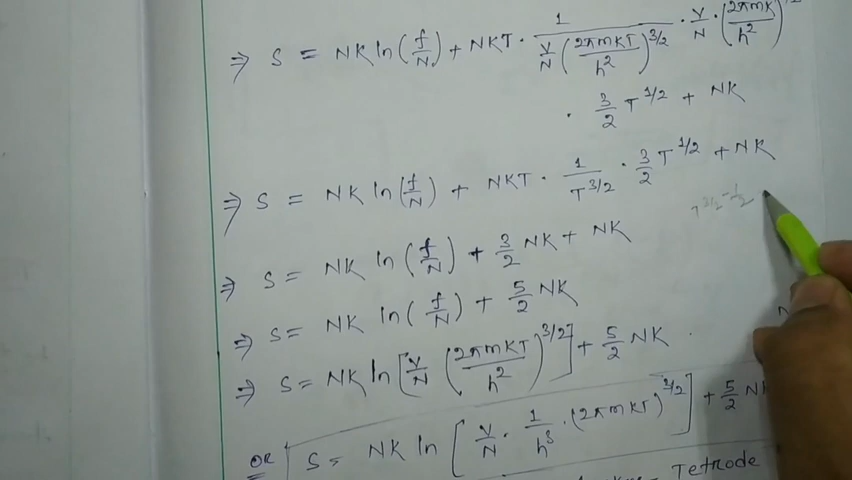 ⇒ S = NK ln(f/N) + NKT · 1 / (V/N (2πmKT/h²)^3/2) · V/N · (2πmK/h²)
· 3/2 T^1/2 + NK
⇒ S = NK ln(f/N) + NKT · 1/T^3/2 · 3/2 T^1/2 + NK
T^3/2 - 1/2
⇒ S = NK ln(f/N) + 3/2 NK + NK
⇒ S = NK ln(f/N) + 5/2 NK
⇒ S = NK ln[V/N (2πmKT/h²)^3/2] + 5/2 NK .
OR S = NK ln[V/N · 1/h³ · (2πmKT)^3/2] + 5/2 NK
Tetrode